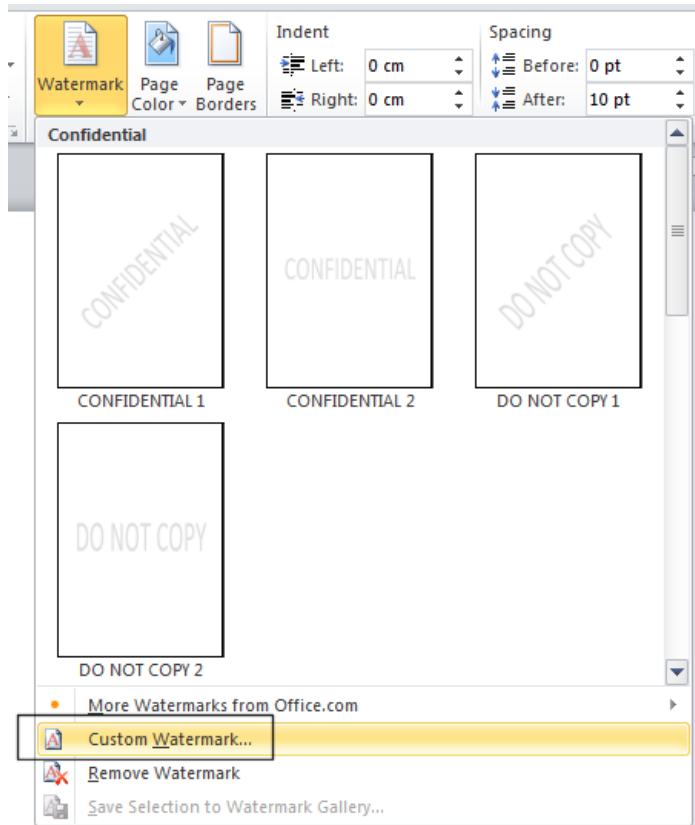 Indent
Spacing
Left: 0 cm
Before: 0 pt
Watermark
Page Color
Page Borders
Right: 0 cm
After: 10 pt
Confidential
CONFIDENTIAL
CONFIDENTIAL
DO NOT COPY
CONFIDENTIAL 1
CONFIDENTIAL 2
DO NOT COPY 1
DO NOT COPY
DO NOT COPY 2
More Watermarks from Office.com
Custom Watermark...
Remove Watermark
Save Selection to Watermark Gallery...